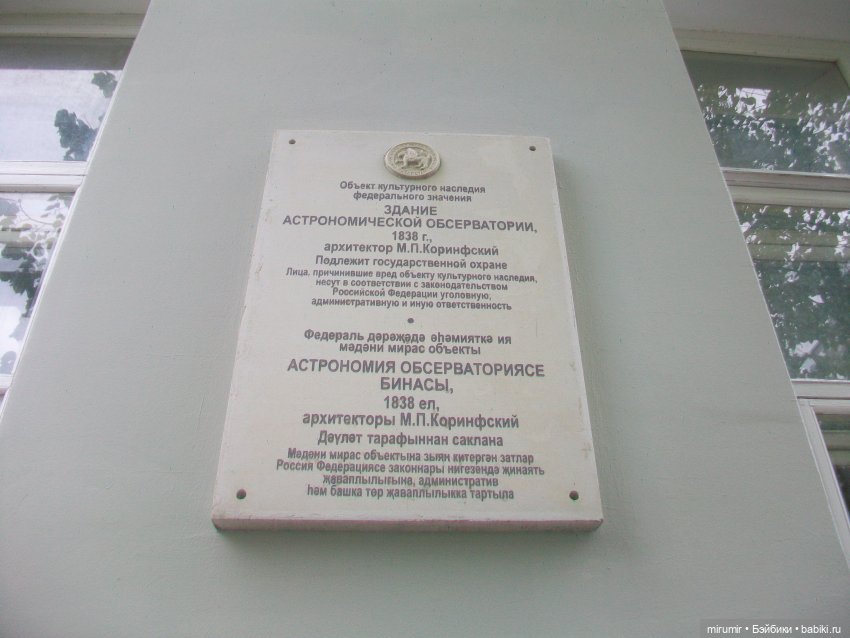 Объект культурного наследия
федерального значения
ЗДАНИЕ
АСТРОНОМИЧЕСКОЙ ОБСЕРВАТОРИИ,
1838 г.,
архитектор М.П.Коринфский
Подлежит государственной охране
Лица, причинившие вред объекту культурного наследия,
несут в соответствии с законодательством
Российской Федерации уголовную,
административную и иную ответственность
Федераль дәрәҗәдә әһәмияткә ия
мәдәни мирас объекты
АСТРОНОМИЯ ОБСЕРВАТОРИЯСЕ
БИНАСЫ,
1838 ел,
архитекторы М.П.Коринфский
Дәүләт тарафыннан саклана
Мәдәни мирас объектына зыян китергән затлар
Россия Федерациясе законнары нигезендә җинаять
җаваплылыгына, административ
һәм башка төр җаваплылыкка тартыла
mirumir • Бэйбики • babiki.ru